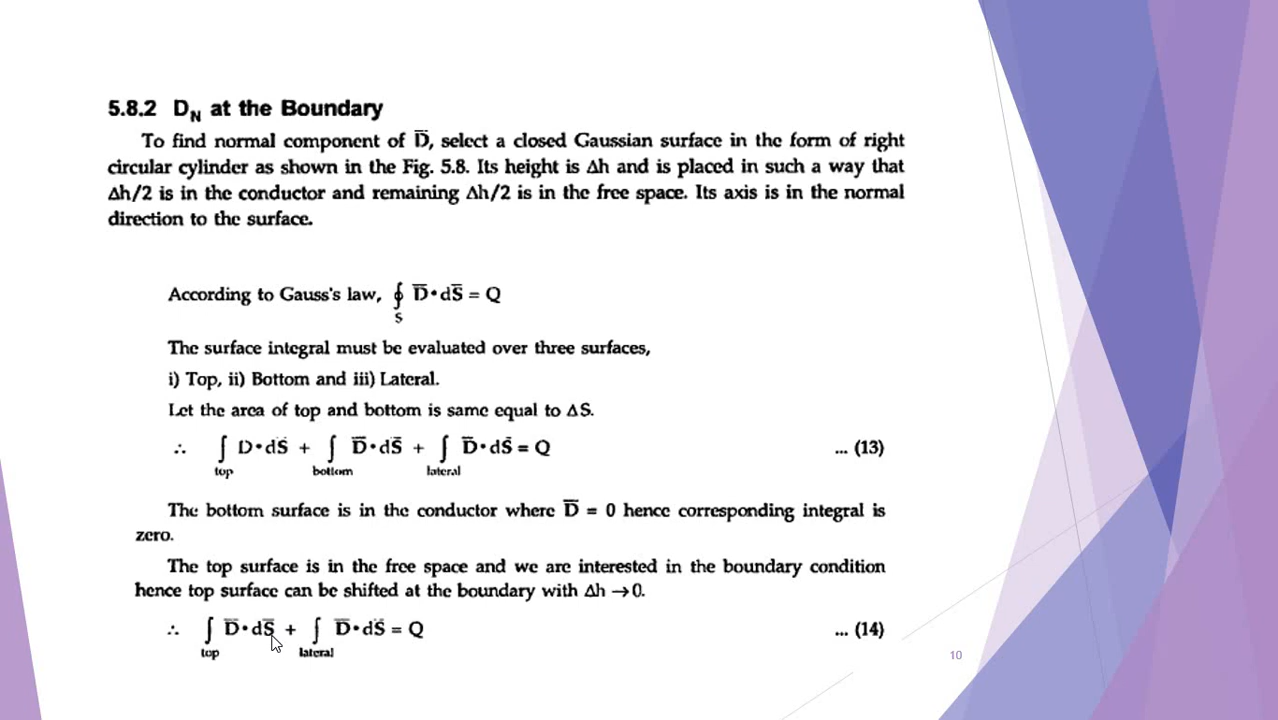 5.8.2 D_N at the Boundary
To find normal component of D̅, select a closed Gaussian surface in the form of right
circular cylinder as shown in the Fig. 5.8. Its height is Δh and is placed in such a way that
Δh/2 is in the conductor and remaining Δh/2 is in the free space. Its axis is in the normal
direction to the surface.
According to Gauss's law, ∮ D̅•dS̅ = Q
S
The surface integral must be evaluated over three surfaces,
i) Top, ii) Bottom and iii) Lateral.
Let the area of top and bottom is same equal to ΔS.
∴ ∫ D•dS̅ + ∫ D̅•dS̅ + ∫ D̅•dS̅ = Q ... (13)
top bottom lateral
The bottom surface is in the conductor where D̅ = 0 hence corresponding integral is
zero.
The top surface is in the free space and we are interested in the boundary condition
hence top surface can be shifted at the boundary with Δh → 0.
∴ ∫ D̅•dS̅ + ∫ D̅•dS̅ = Q ... (14)
top lateral
10